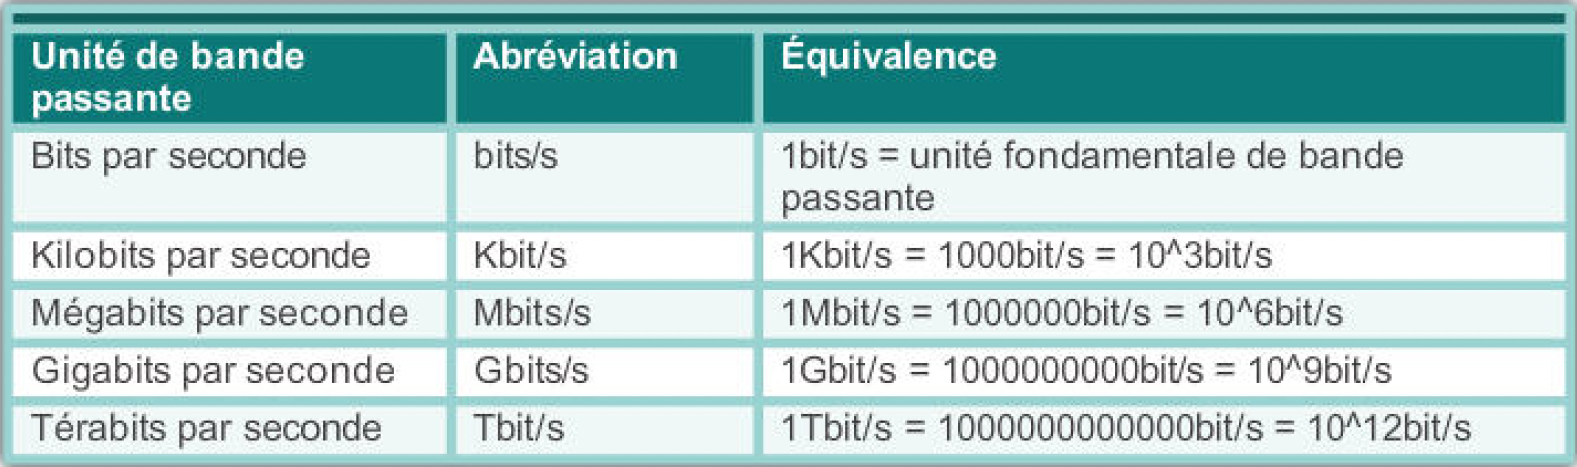 Unité de bande
passante
Abréviation
Équivalence
Bits par seconde
bits/s
1bit/s = unité fondamentale de bande
passante
Kilobits par seconde
Kbit/s
1Kbit/s = 1000bit/s = 10^3bit/s
Mégabits par seconde
Mbits/s
1Mbit/s = 1000000bit/s = 10^6bit/s
Gigabits par seconde
Gbits/s
1Gbit/s = 1000000000bit/s = 10^9bit/s
Térabits par seconde
Tbit/s
1Tbit/s = 1000000000000bit/s = 10^12bit/s